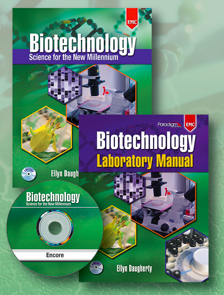 EMC
Biotechnology
Science for the New Millennium
Ellyn Daugh
Paradigm
EMC
Biotechnology
Laboratory Manual
Ellyn Daugherty
Biotechnology
Science for the New Millennium
Encore